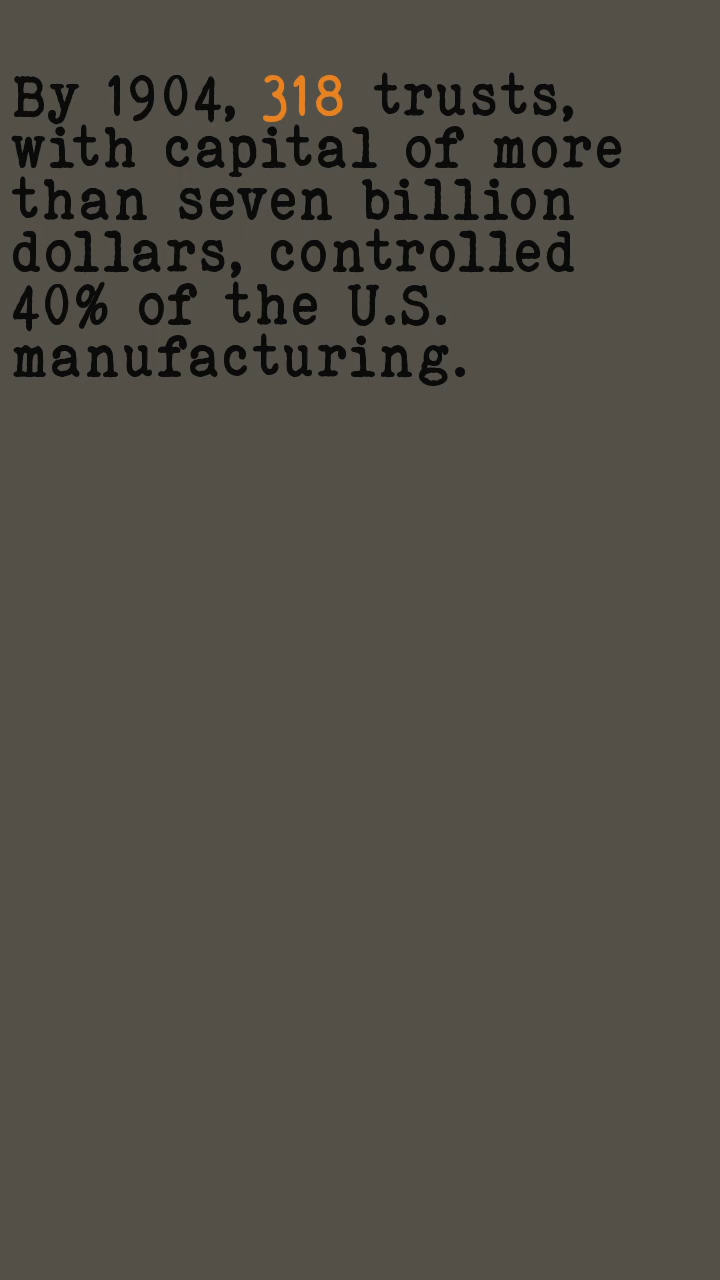 By 1904, 318 trusts,
with capital of more
than seven billion
dollars, controlled
40% of the U.S.
manufacturing.